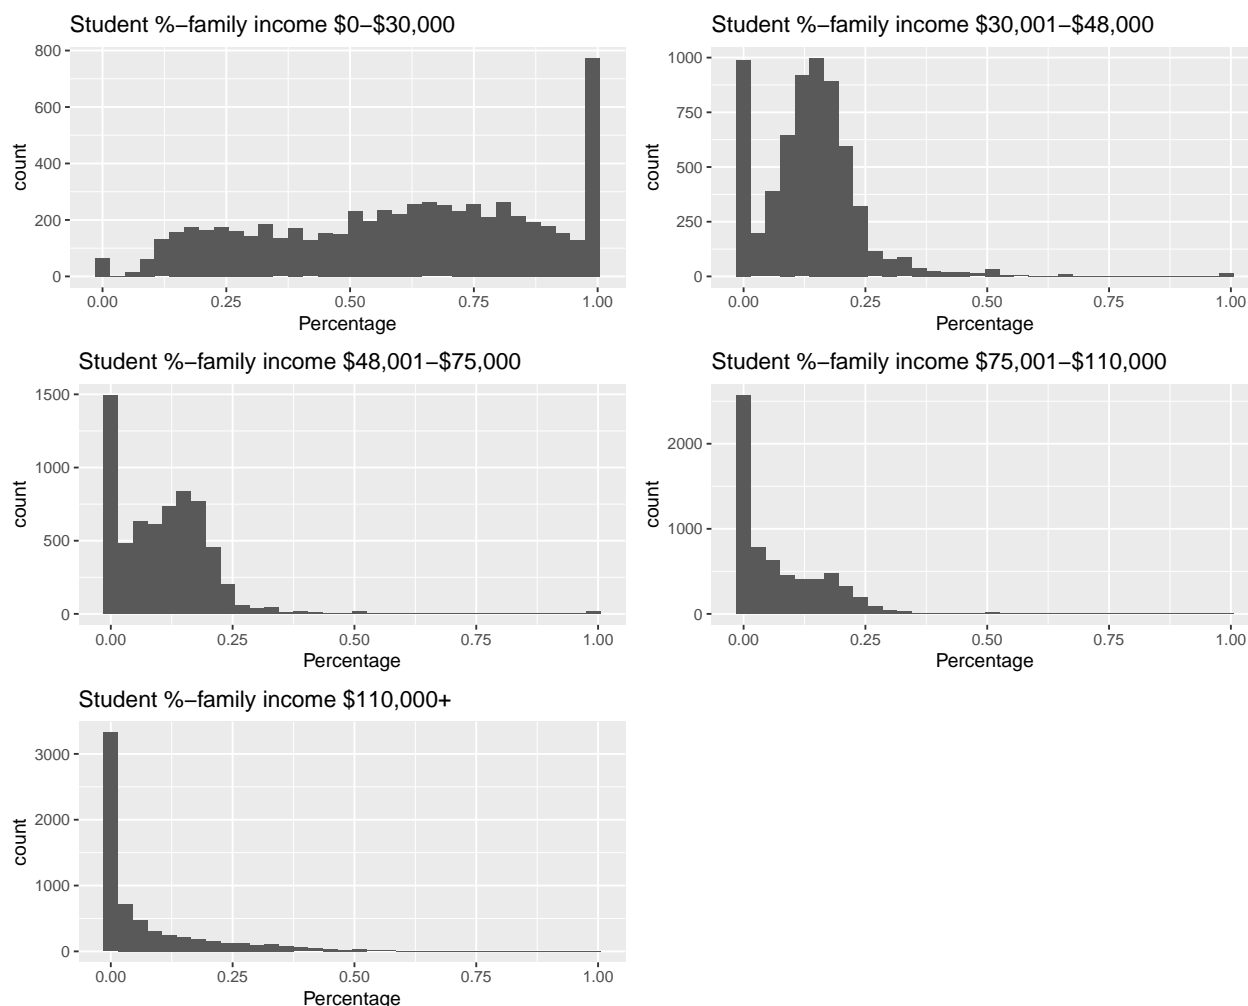 Student %−family income $0−$30,000
800
600
400
200
0
count
0.00 0.25 0.50 0.75 1.00
Percentage
Student %−family income $30,001−$48,000
1000
750
500
250
0
count
0.00 0.25 0.50 0.75 1.00
Percentage
Student %−family income $48,001−$75,000
1500
1000
500
0
count
0.00 0.25 0.50 0.75 1.00
Percentage
Student %−family income $75,001−$110,000
2000
1000
0
count
0.00 0.25 0.50 0.75 1.00
Percentage
Student %−family income $110,000+
3000
2000
1000
0
count
0.00 0.25 0.50 0.75 1.00
Percentage